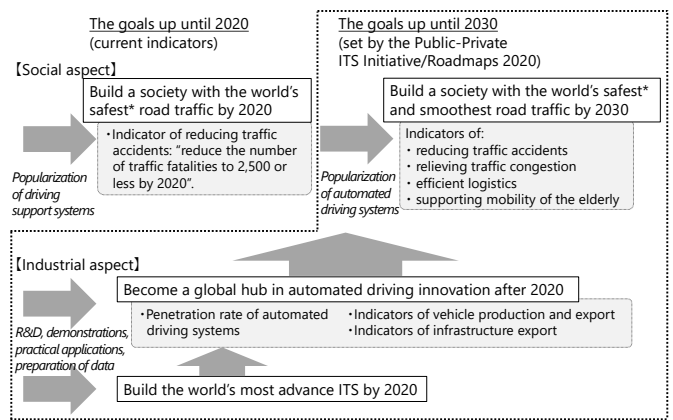 The goals up until 2020
(current indicators)
The goals up until 2030
(set by the Public-Private
ITS Initiative/Roadmaps 2020)
【Social aspect】
Build a society with the world's
safest* road traffic by 2020
・Indicator of reducing traffic
accidents: "reduce the number
of traffic fatalities to 2,500 or
less by 2020".
Popularization
of driving
support systems
Build a society with the world's safest*
and smoothest road traffic by 2030
Indicators of:
・ reducing traffic accidents
・ relieving traffic congestion
・ efficient logistics
・ supporting mobility of the elderly
Popularization
of automated
driving systems
【Industrial aspect】
Become a global hub in automated driving innovation after 2020
・Penetration rate of automated
driving systems
・Indicators of vehicle production and export
・Indicators of infrastructure export
R&D, demonstrations,
practical applications,
preparation of data
Build the world's most advance ITS by 2020